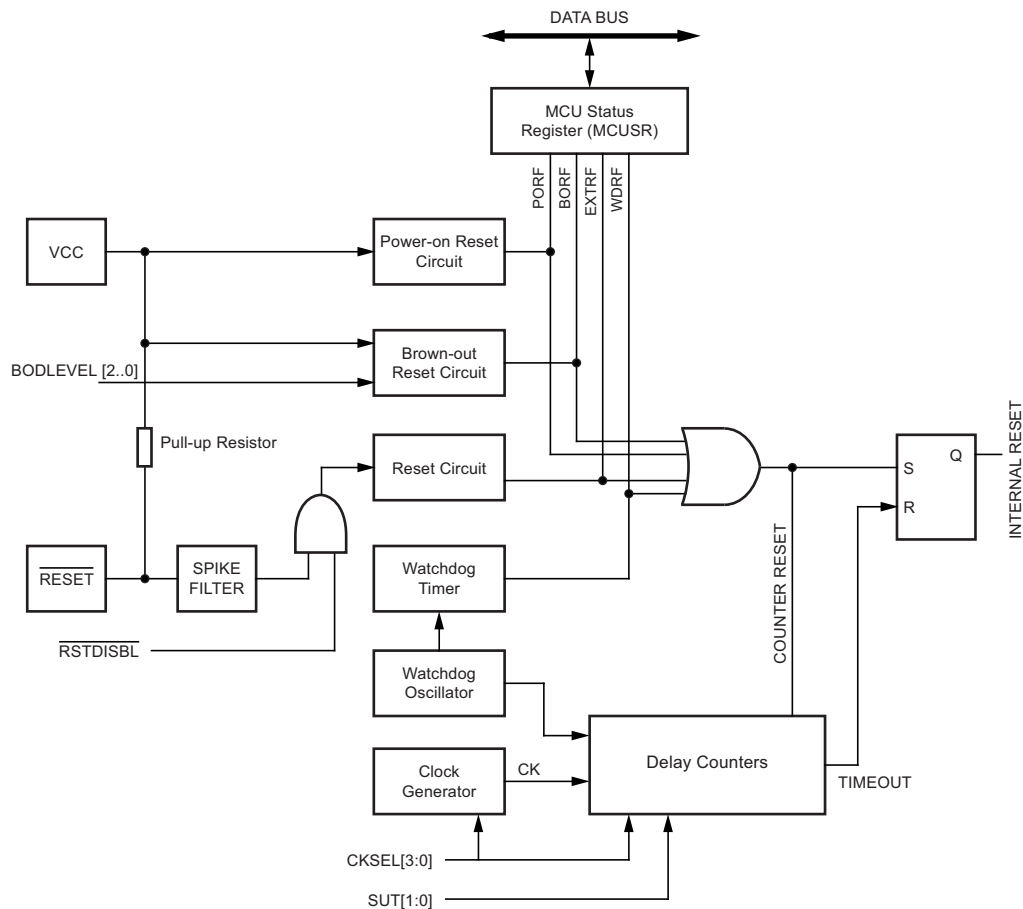 DATA BUS
MCU Status
Register (MCUSR)
PORF
BORF
EXTRF
WDRF
VCC
Power-on Reset
Circuit
BODLEVEL [2..0]
Brown-out
Reset Circuit
Pull-up Resistor
Reset Circuit
S
Q
R
INTERNAL RESET
RESET
SPIKE
FILTER
Watchdog
Timer
COUNTER RESET
RSTDISBL
Watchdog
Oscillator
Clock
Generator
CK
Delay Counters
TIMEOUT
CKSEL[3:0]
SUT[1:0]